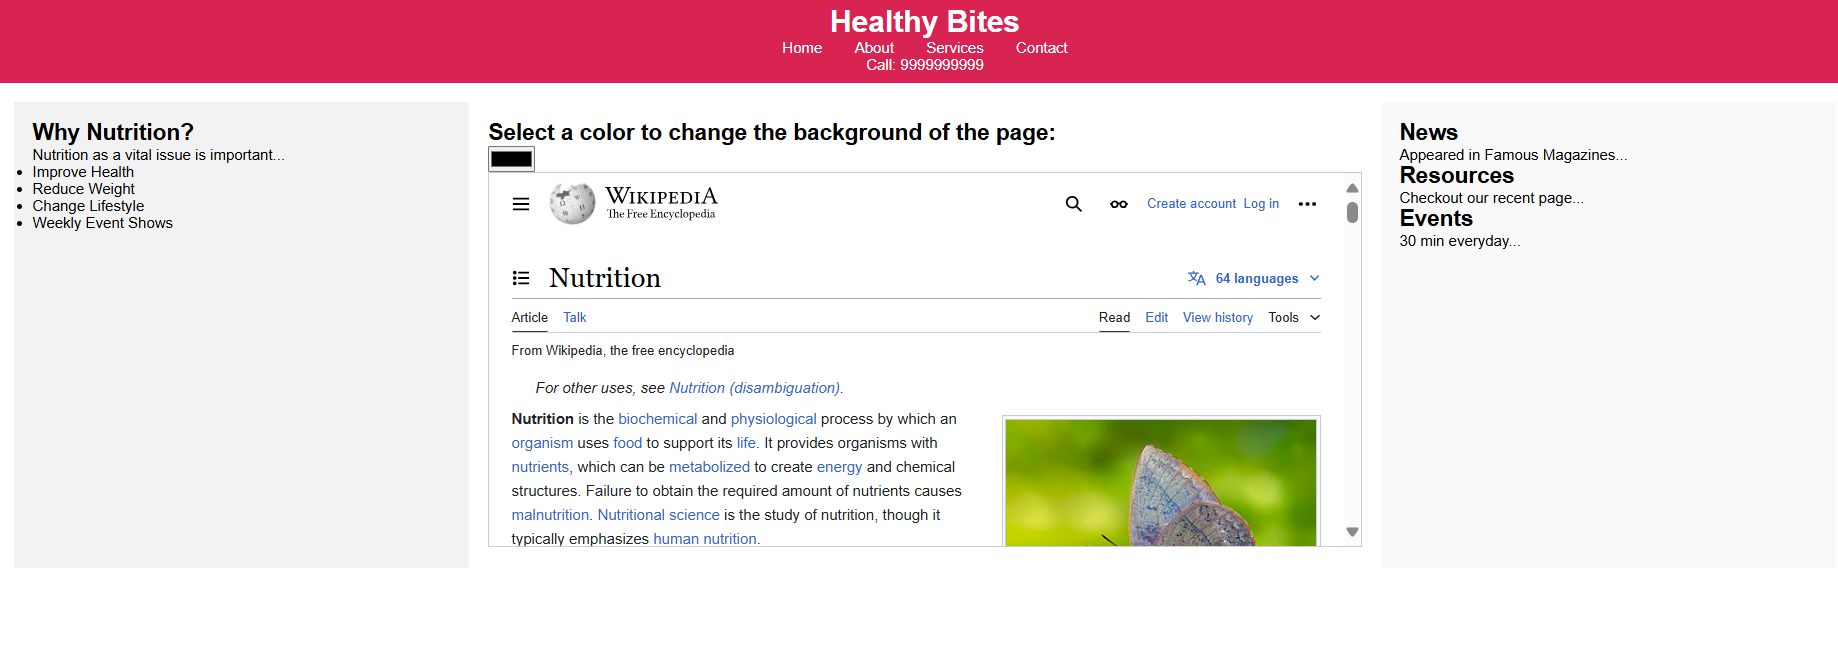 Healthy Bites
Home About Services Contact
Call: 9999999999
Why Nutrition?
Nutrition as a vital issue is important...
Improve Health
Reduce Weight
Change Lifestyle
Weekly Event Shows
Select a color to change the background of the page:
WIKIPEDIA
The Free Encyclopedia
Create account Log in
Nutrition
64 languages
Article Talk
Read Edit View history Tools
From Wikipedia, the free encyclopedia
For other uses, see Nutrition (disambiguation).
Nutrition is the biochemical and physiological process by which an
organism uses food to support its life. It provides organisms with
nutrients, which can be metabolized to create energy and chemical
structures. Failure to obtain the required amount of nutrients causes
malnutrition. Nutritional science is the study of nutrition, though it
typically emphasizes human nutrition.
News
Appeared in Famous Magazines...
Resources
Checkout our recent page...
Events
30 min everyday...